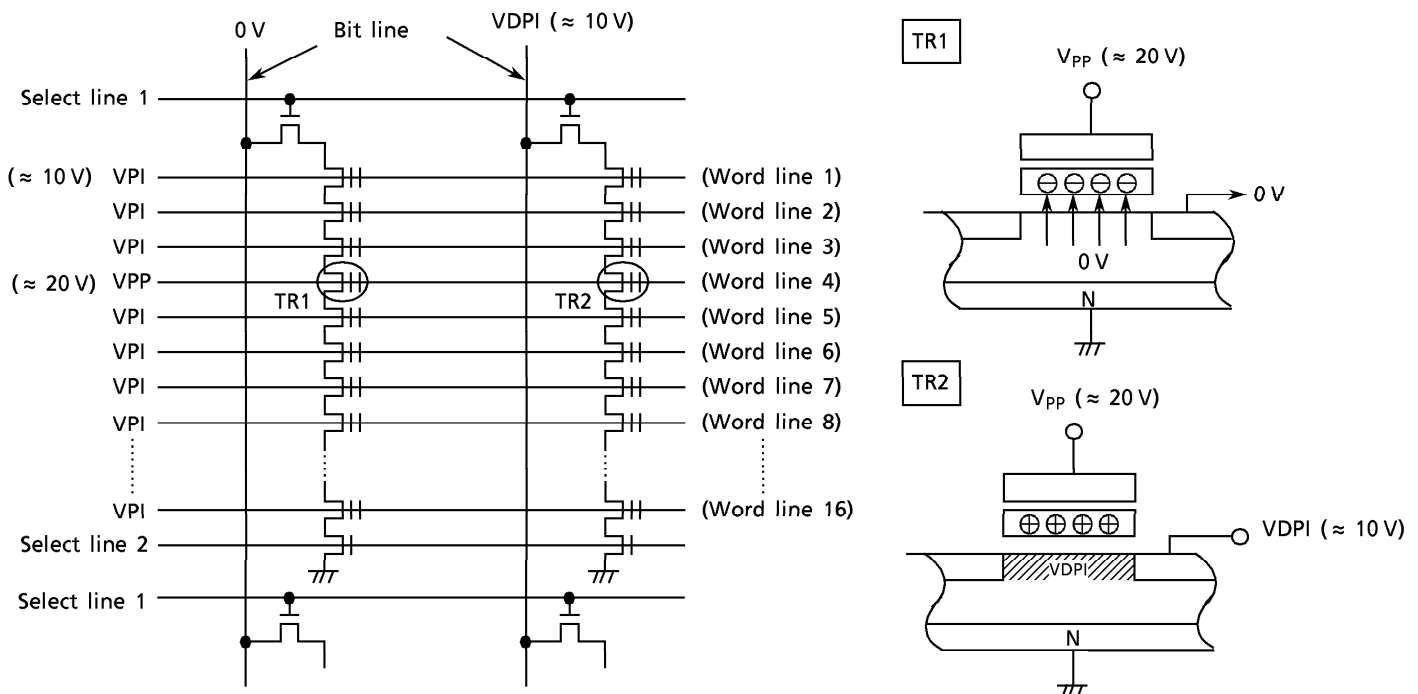 0 V
Bit line
VDPI (≈ 10 V)
Select line 1
(≈ 10 V) VPI (Word line 1)
VPI (Word line 2)
VPI (Word line 3)
(≈ 20 V) VPP (Word line 4)
TR1
TR2
VPI (Word line 5)
VPI (Word line 6)
VPI (Word line 7)
VPI (Word line 8)
VPI (Word line 16)
Select line 2
Select line 1
TR1
VPP (≈ 20 V)
0 V
0 V
N
TR2
VPP (≈ 20 V)
VDPI (≈ 10 V)
VDPI
N